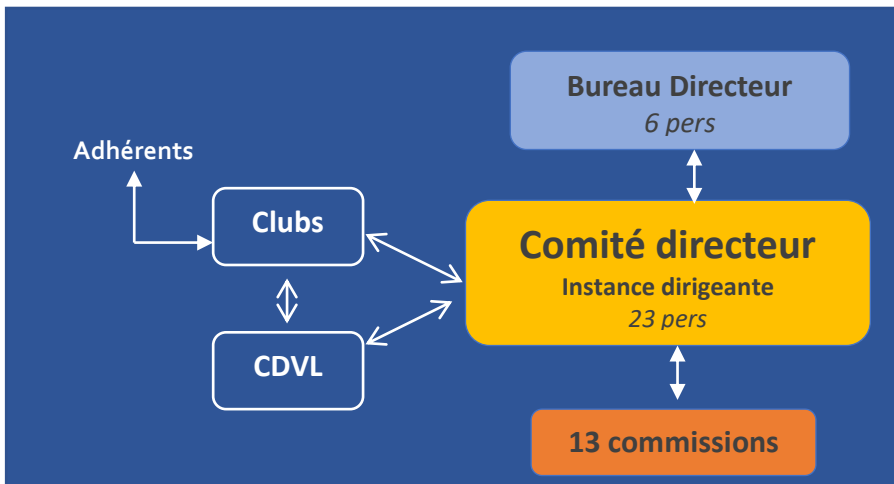 Bureau Directeur
6 pers
Adhérents
Clubs
Comité directeur
Instance dirigeante
23 pers
CDVL
13 commissions